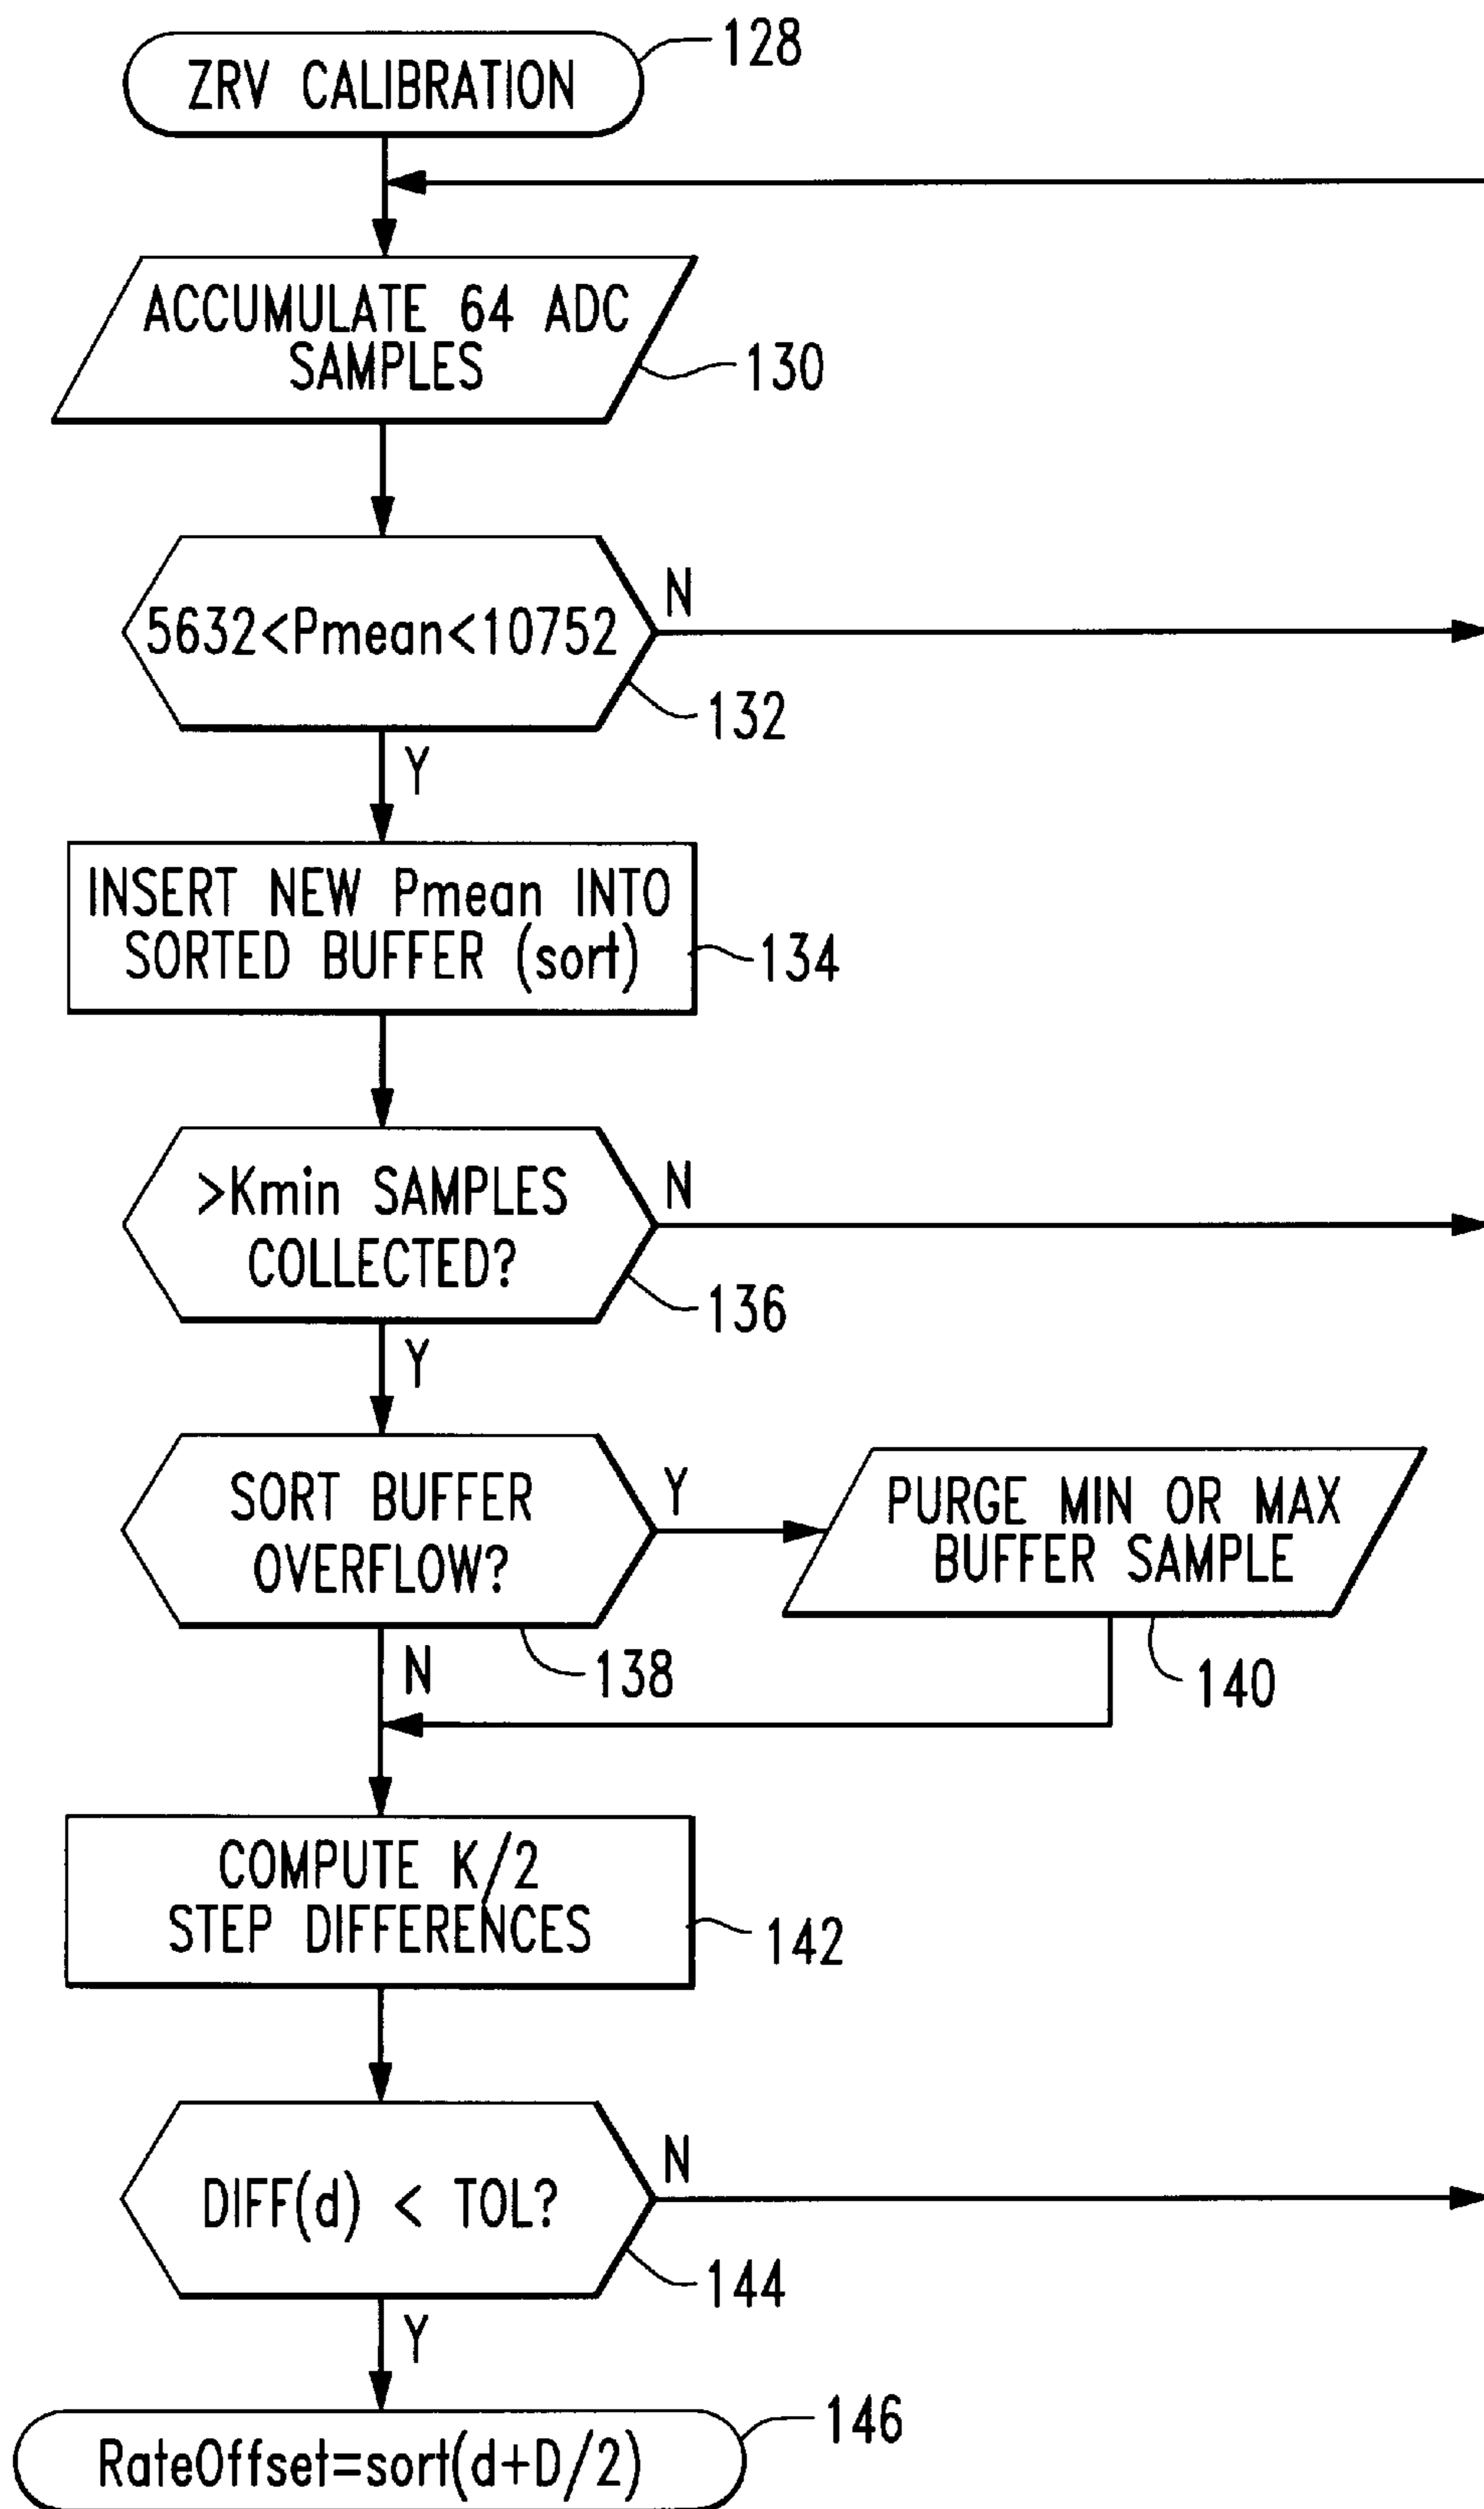 ZRV CALIBRATION
128
ACCUMULATE 64 ADC
SAMPLES
130
5632<Pmean<10752
N
132
Y
INSERT NEW Pmean INTO
SORTED BUFFER (sort)
134
>Kmin SAMPLES
COLLECTED?
N
136
Y
SORT BUFFER
OVERFLOW?
Y
138
N
PURGE MIN OR MAX
BUFFER SAMPLE
140
COMPUTE K/2
STEP DIFFERENCES
142
DIFF(d) < TOL?
N
144
Y
RateOffset=sort(d+D/2)
146